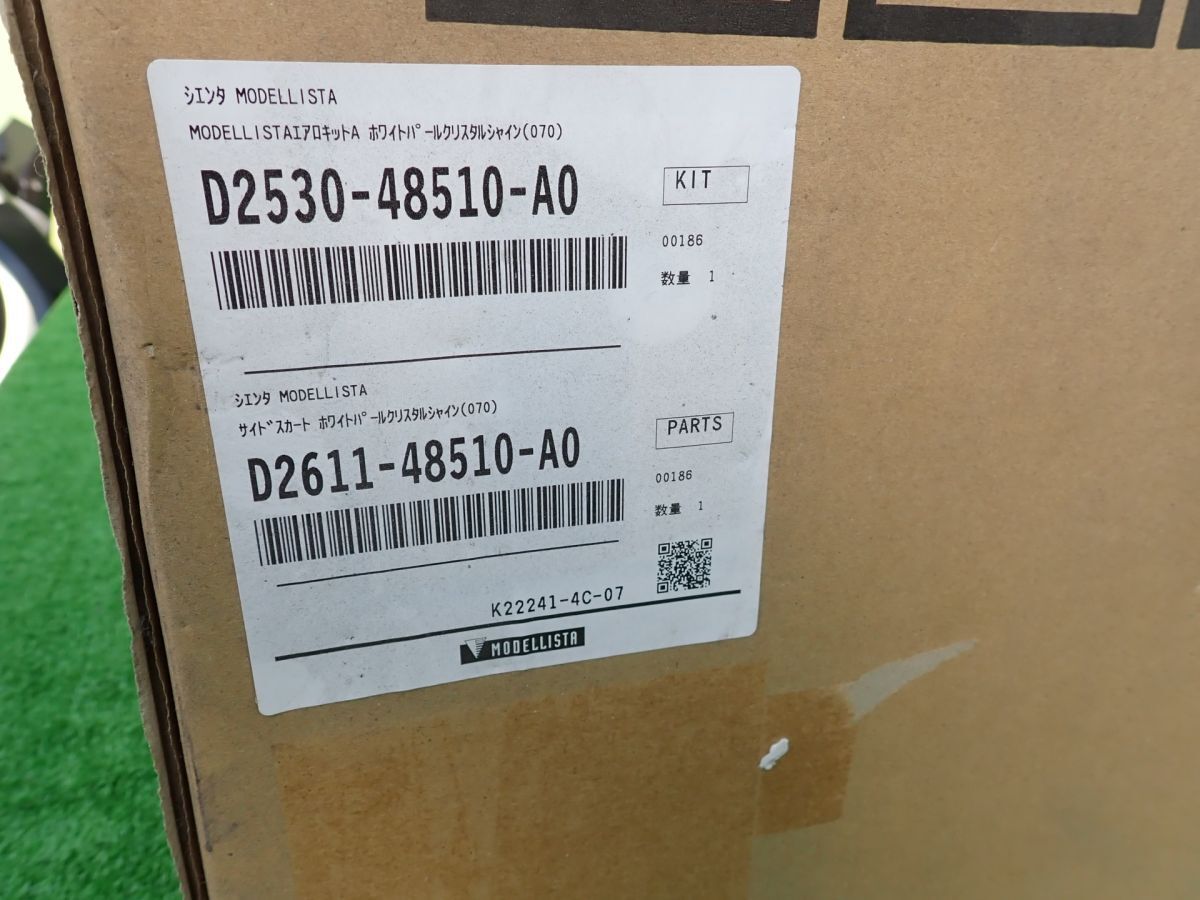 ｼｴﾝﾀ MODELLISTA
MODELLISTAｴｱﾛｷｯﾄA ﾎﾜｲﾄﾊﾟｰﾙｸﾘｽﾀﾙｼｬｲﾝ(070)
D2530-48510-A0
KIT
00186
数量 1
ｼｴﾝﾀ MODELLISTA
ｻｲﾄﾞｽｶｰﾄ ﾎﾜｲﾄﾊﾟｰﾙｸﾘｽﾀﾙｼｬｲﾝ(070)
D2611-48510-A0
PARTS
00186
数量 1
K22241-4C-07
MODELLISTA